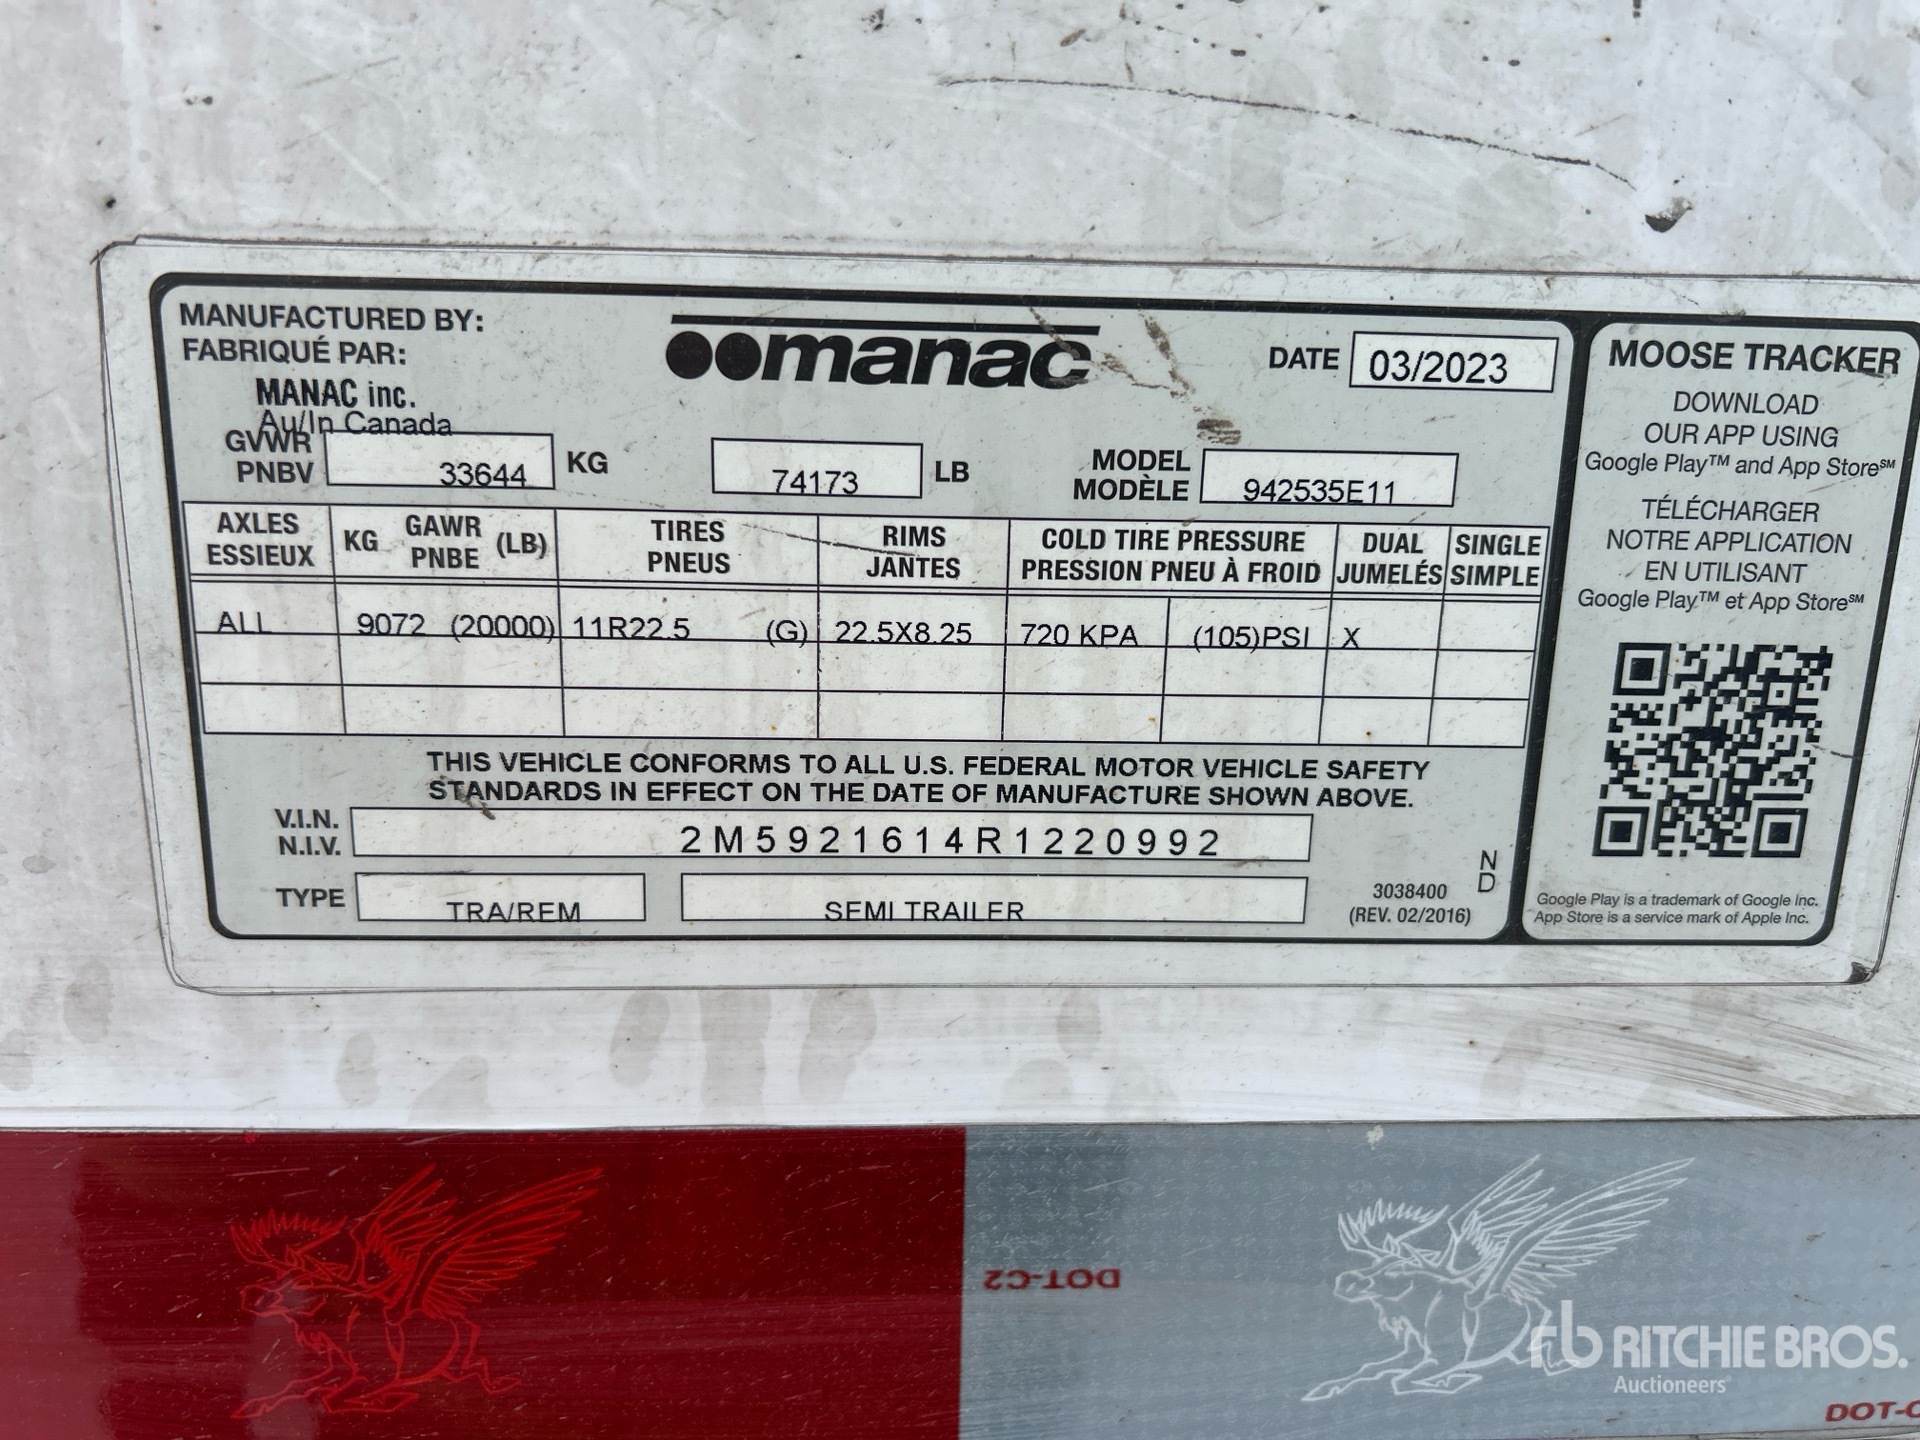 MANUFACTURED BY:
FABRIQUÉ PAR:
MANAC inc.
Au/In Canada
manac
DATE 03/2023
GVWR
PNBV 33644 KG 74173 LB
MODEL
MODÈLE 942535E11
AXLES
ESSIEUX
KG GAWR
PNBE (LB)
TIRES
PNEUS
RIMS
JANTES
COLD TIRE PRESSURE
PRESSION PNEU À FROID
DUAL
JUMELÉS
SINGLE
SIMPLE
ALL 9072 (20000) 11R22.5 (G) 22.5X8.25 720 KPA (105)PSI X
THIS VEHICLE CONFORMS TO ALL U.S. FEDERAL MOTOR VEHICLE SAFETY
STANDARDS IN EFFECT ON THE DATE OF MANUFACTURE SHOWN ABOVE.
V.I.N.
N.I.V. 2M5921614R1220992
TYPE TRA/REM SEMI TRAILER
3038400
(REV. 02/2016)
N
D
MOOSE TRACKER
DOWNLOAD
OUR APP USING
Google Play™ and App Store℠
TÉLÉCHARGER
NOTRE APPLICATION
EN UTILISANT
Google Play™ et App Store℠
Google Play is a trademark of Google Inc.
App Store is a service mark of Apple Inc.
DOT-C2
rb RITCHIE BROS.
Auctioneers
DOT-C